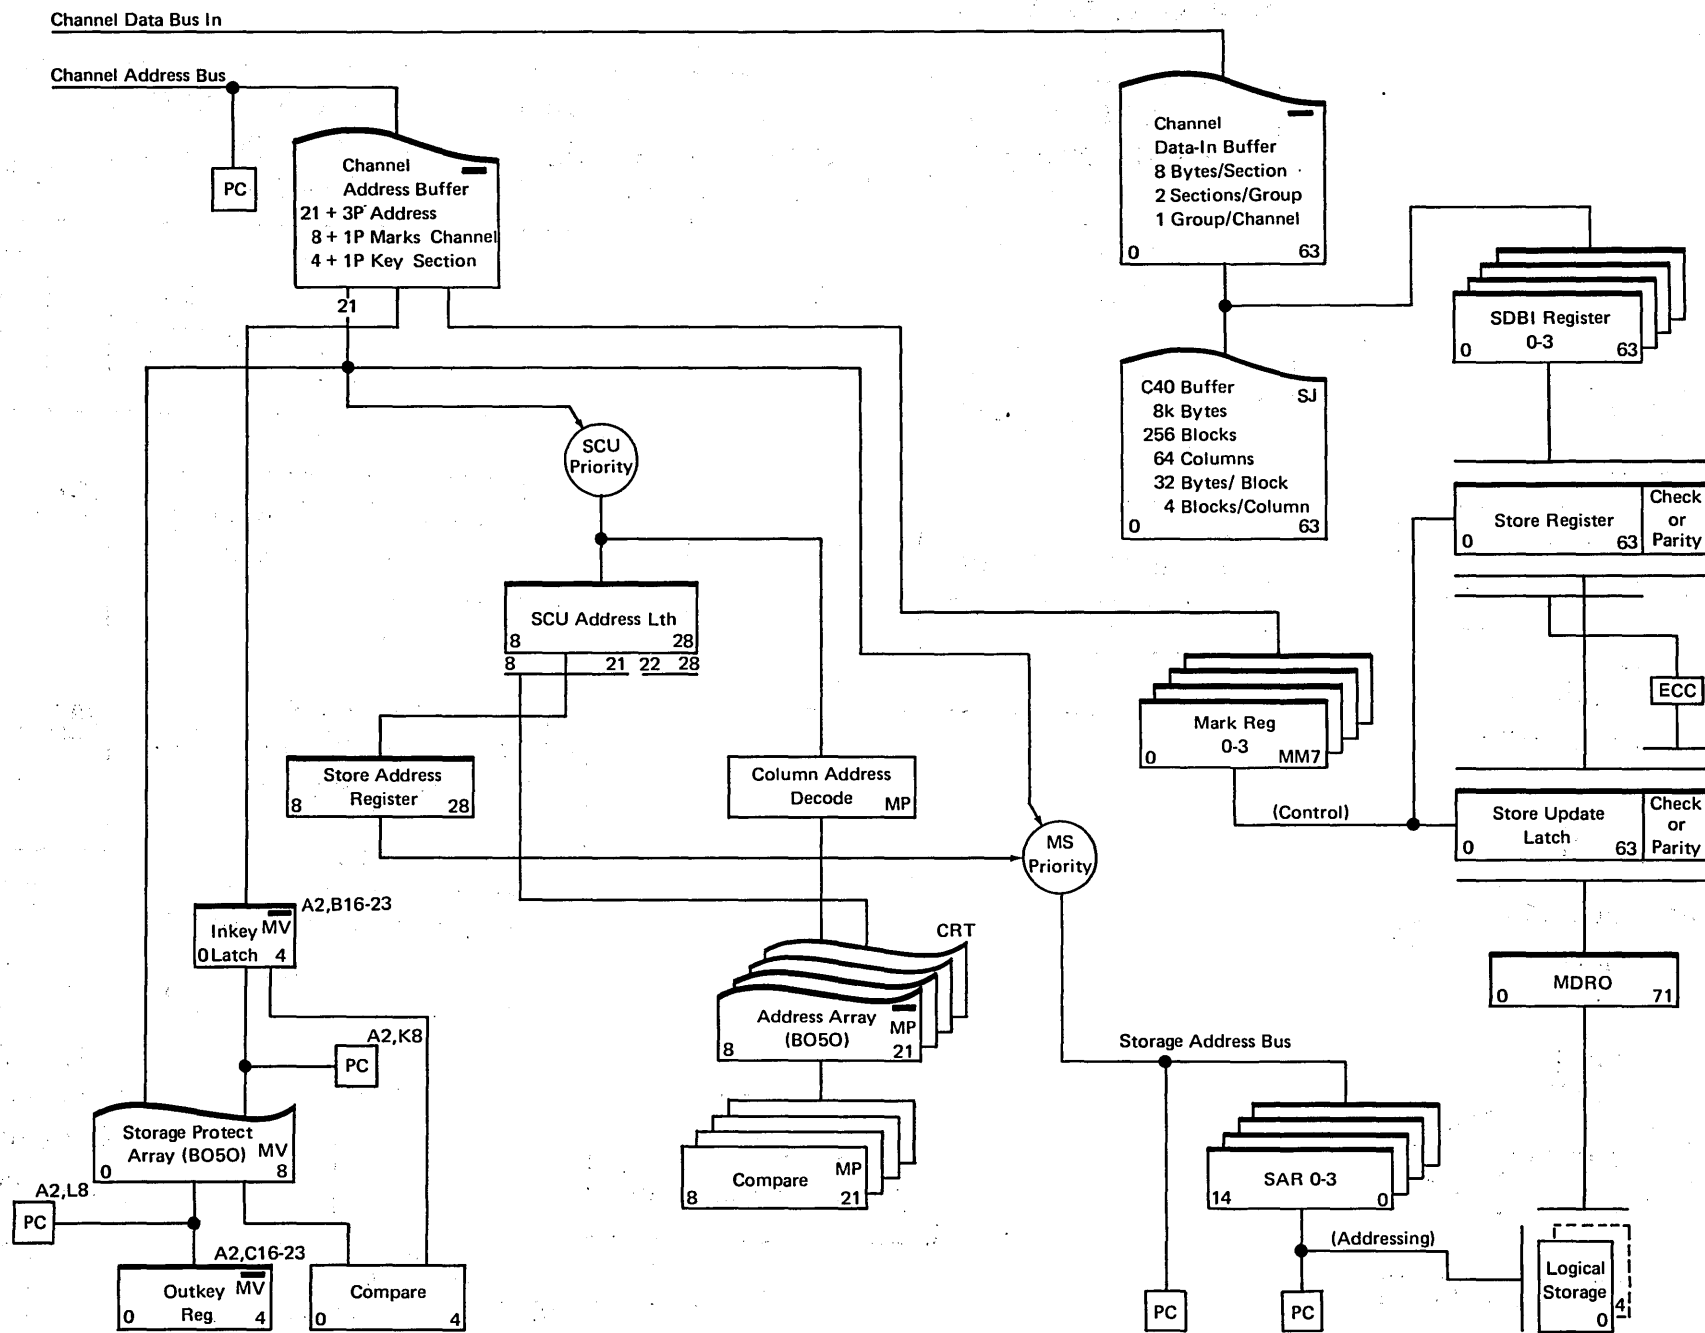 Channel Data Bus In
Channel Address Bus
PC
Channel
Address Buffer
21 + 3P Address
8 + 1P Marks Channel
4 + 1P Key Section
21
Channel
Data-In Buffer
8 Bytes/Section
2 Sections/Group
1 Group/Channel
0 63
SDBI Register
0-3
0 63
C40 Buffer SJ
8k Bytes
256 Blocks
64 Columns
32 Bytes/ Block
4 Blocks/Column
0 63
SCU
Priority
Store Register
0 63
Check
or
Parity
SCU Address Lth
8 28
8 21 22 28
ECC
Mark Reg
0-3
0 MM7
Store Address
Register
8 28
Column Address
Decode MP
(Control)
Store Update
Latch
0 63
Check
or
Parity
MS
Priority
A2,B16-23
Inkey MV
0 Latch 4
CRT
Address Array
(BO50) MP
8 21
MDRO
0 71
A2,K8
PC
Storage Address Bus
Storage Protect
Array (BO50) MV
0 8
Compare MP
8 21
SAR 0-3
14 0
A2,L8
PC
A2,C16-23
Outkey MV
Reg
0 4
Compare
0 4
(Addressing)
PC
PC
Logical
Storage
0 4